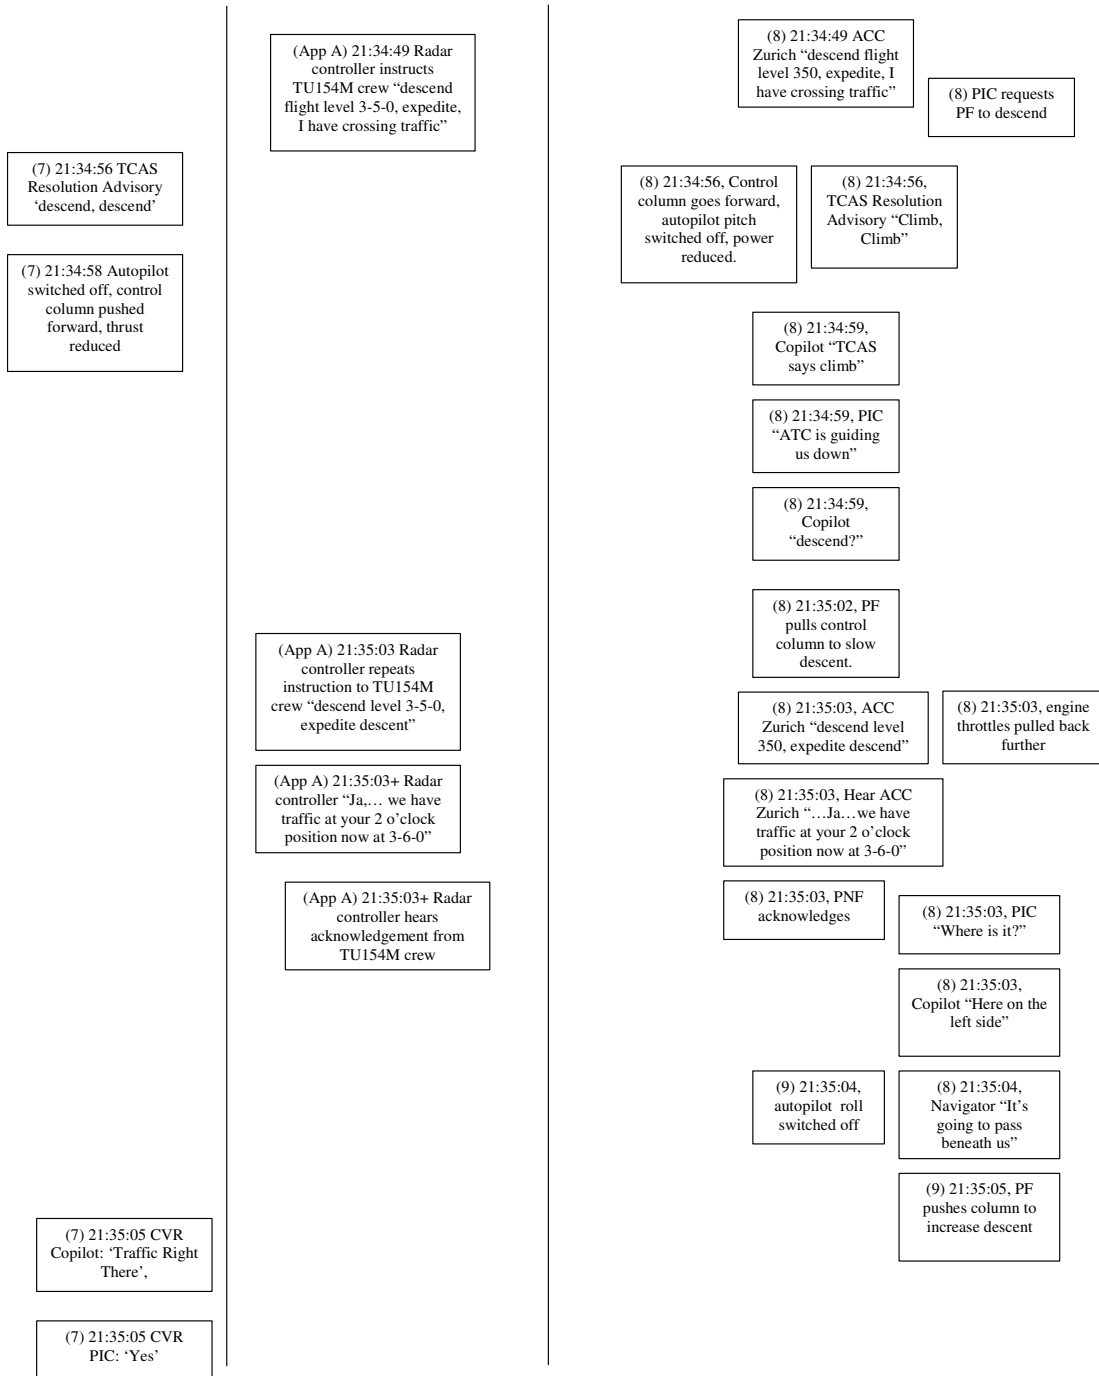 (App A) 21:34:49 Radar
controller instructs
TU154M crew “descend
flight level 3-5-0, expedite,
I have crossing traffic”
(8) 21:34:49 ACC
Zurich “descend flight
level 350, expedite, I
have crossing traffic”
(8) PIC requests
PF to descend
(7) 21:34:56 TCAS
Resolution Advisory
‘descend, descend’
(8) 21:34:56, Control
column goes forward,
autopilot pitch
switched off, power
reduced.
(8) 21:34:56,
TCAS Resolution
Advisory “Climb,
Climb”
(7) 21:34:58 Autopilot
switched off, control
column pushed
forward, thrust
reduced
(8) 21:34:59,
Copilot “TCAS
says climb”
(8) 21:34:59, PIC
“ATC is guiding
us down”
(8) 21:34:59,
Copilot
“descend?”
(8) 21:35:02, PF
pulls control
column to slow
descent.
(App A) 21:35:03 Radar
controller repeats
instruction to TU154M
crew “descend level 3-5-0,
expedite descent”
(8) 21:35:03, ACC
Zurich “descend level
350, expedite descend”
(8) 21:35:03, engine
throttles pulled back
further
(App A) 21:35:03+ Radar
controller “Ja,… we have
traffic at your 2 o’clock
position now at 3-6-0”
(8) 21:35:03, Hear ACC
Zurich “…Ja…we have
traffic at your 2 o’clock
position now at 3-6-0”
(App A) 21:35:03+ Radar
controller hears
acknowledgement from
TU154M crew
(8) 21:35:03, PNF
acknowledges
(8) 21:35:03, PIC
“Where is it?”
(8) 21:35:03,
Copilot “Here on the
left side”
(9) 21:35:04,
autopilot roll
switched off
(8) 21:35:04,
Navigator “It’s
going to pass
beneath us”
(9) 21:35:05, PF
pushes column to
increase descent
(7) 21:35:05 CVR
Copilot: ‘Traffic Right
There’,
(7) 21:35:05 CVR
PIC: ‘Yes’